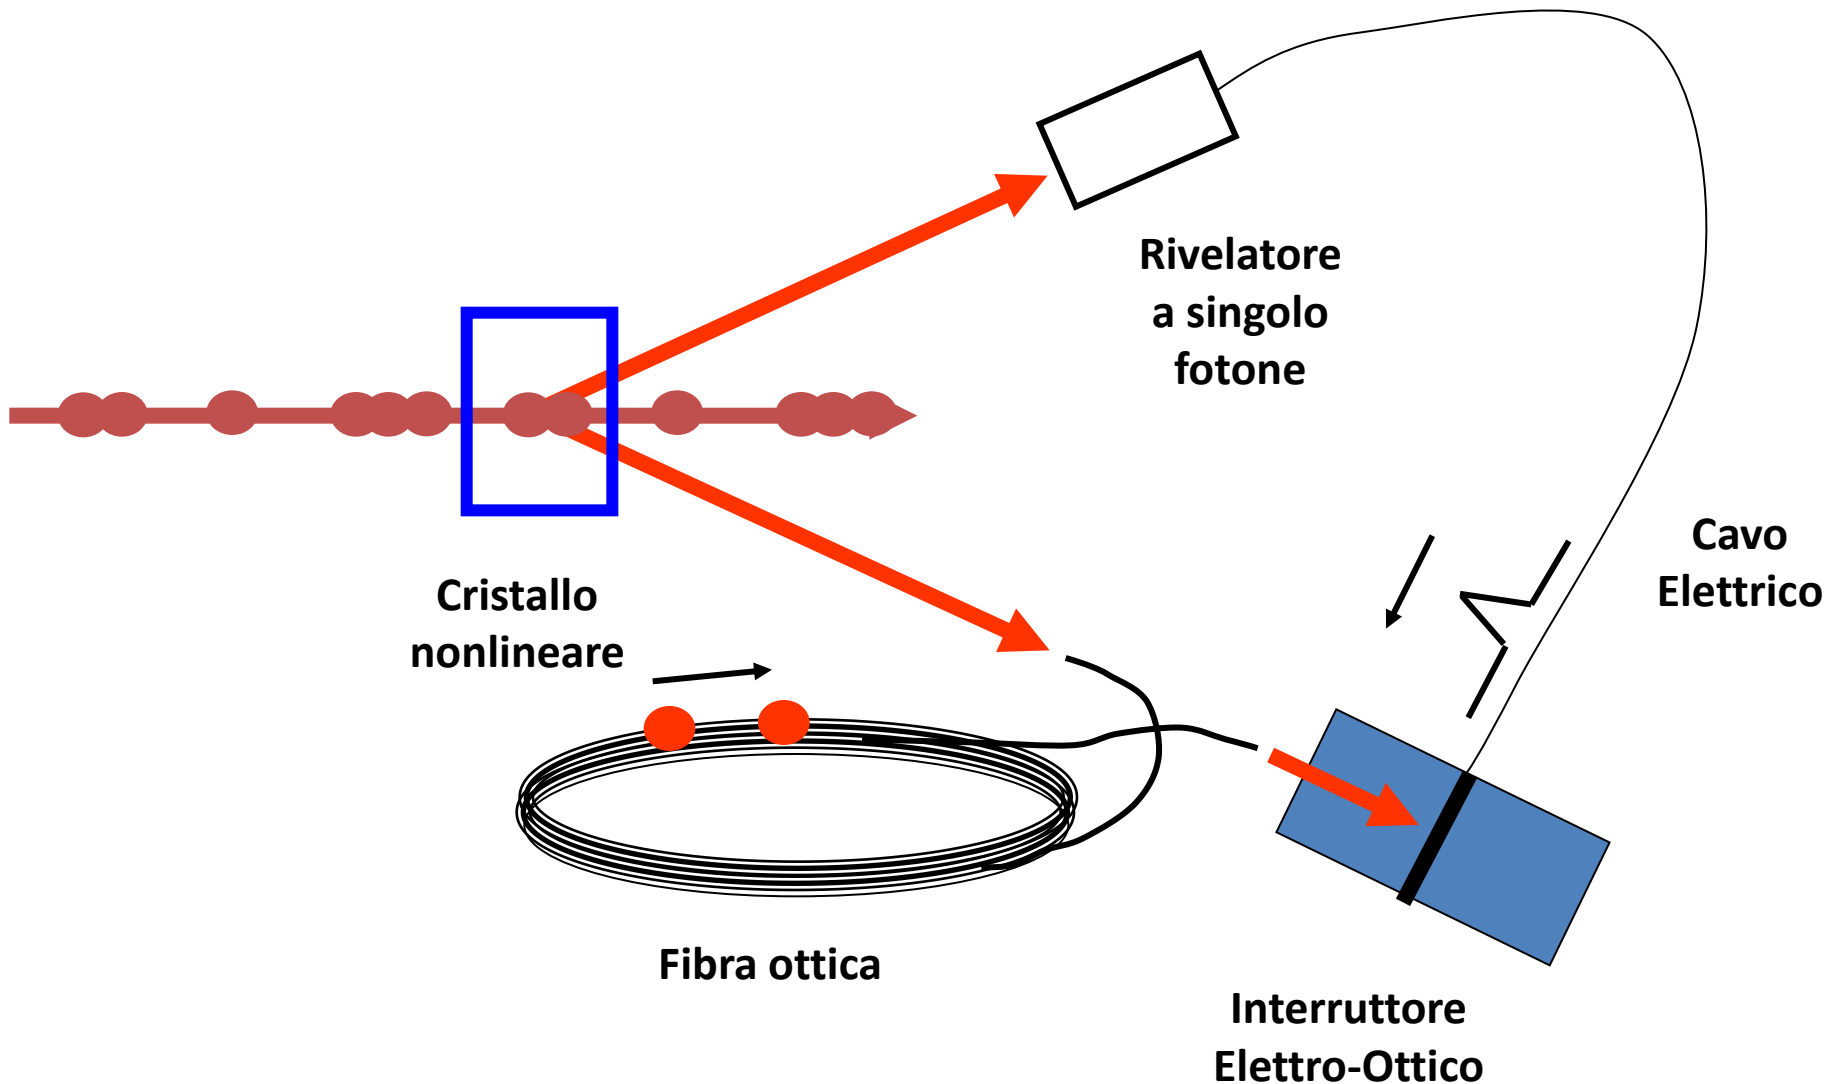 Rivelatore
a singolo
fotone
Cavo
Elettrico
Cristallo
nonlineare
Fibra ottica
Interruttore
Elettro-Ottico